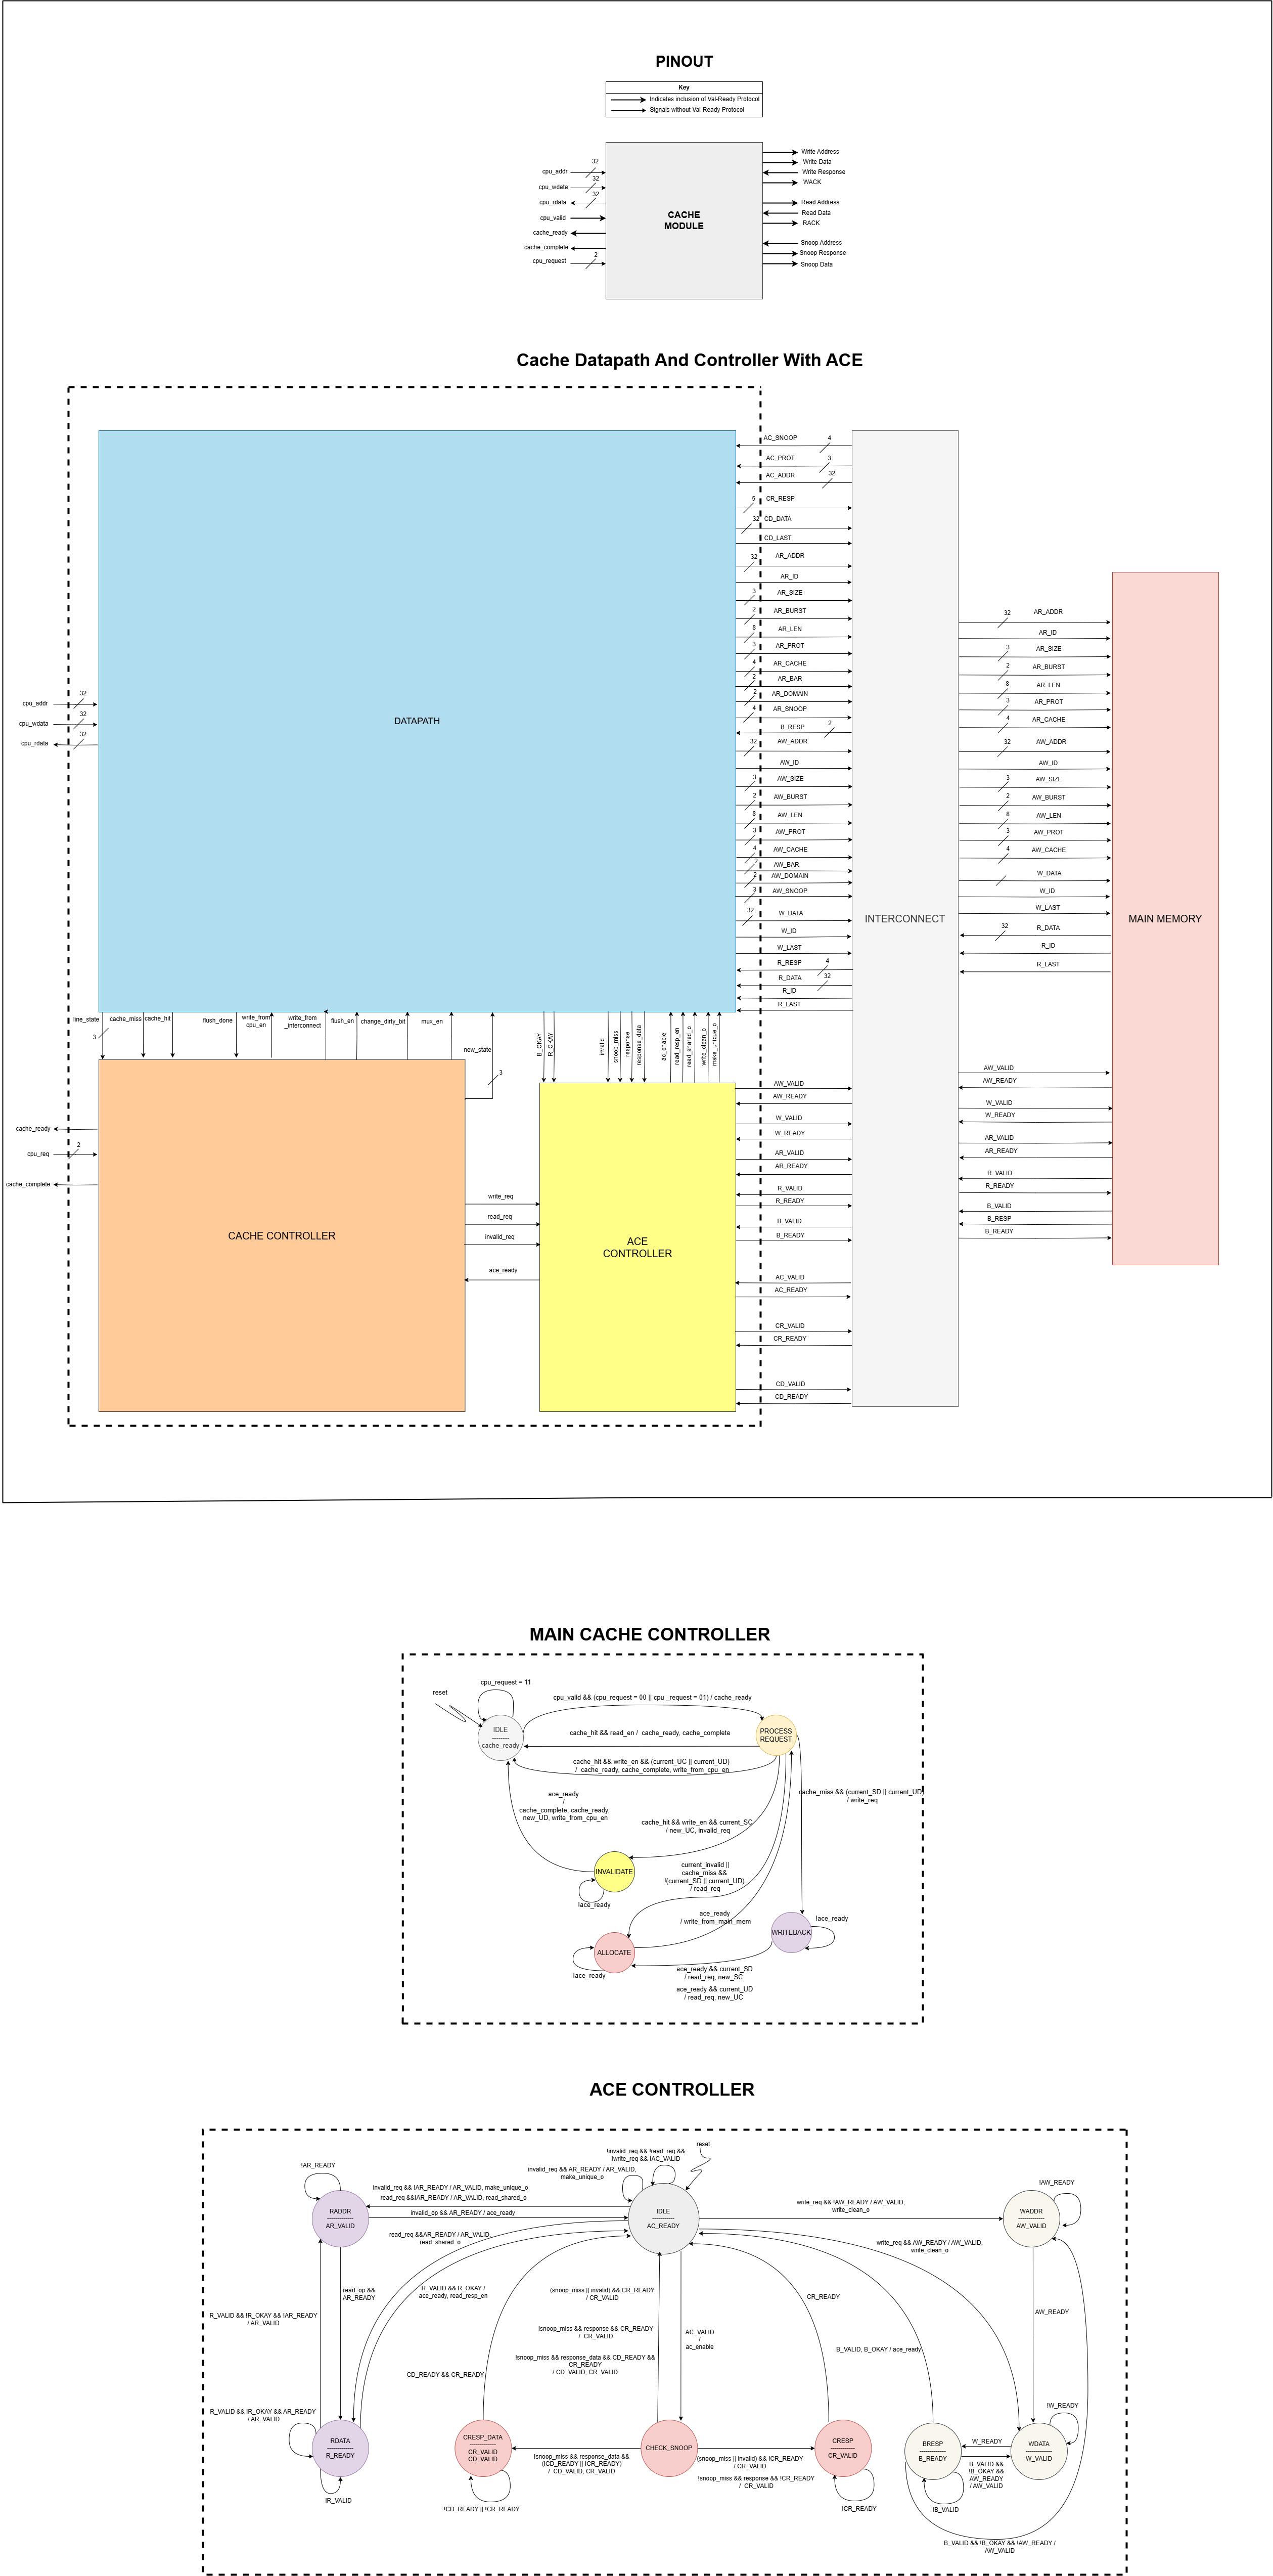 PINOUT
Key
Indicates inclusion of Val-Ready Protocol
Signals without Val-Ready Protocol
cpu_addr
32
cpu_wdata
32
cpu_rdata
32
cpu_valid
cache_ready
cache_complete
cpu_request
2
CACHE
MODULE
Write Address
Write Data
Write Response
WACK
Read Address
Read Data
RACK
Snoop Address
Snoop Response
Snoop Data
Cache Datapath And Controller With ACE
DATAPATH
cpu_addr
32
cpu_wdata
32
cpu_rdata
32
AC_SNOOP
4
AC_PROT
3
AC_ADDR
32
5
CR_RESP
32
CD_DATA
CD_LAST
32
AR_ADDR
AR_ID
3
AR_SIZE
2
AR_BURST
8
AR_LEN
3
AR_PROT
4
AR_CACHE
2
AR_BAR
2
AR_DOMAIN
4
AR_SNOOP
B_RESP
2
32
AW_ADDR
AW_ID
3
AW_SIZE
2
AW_BURST
8
AW_LEN
3
AW_PROT
4
AW_CACHE
2
AW_BAR
2
AW_DOMAIN
3
AW_SNOOP
32
W_DATA
W_ID
W_LAST
R_RESP
4
R_DATA
32
R_ID
R_LAST
INTERCONNECT
32
AR_ADDR
AR_ID
3
AR_SIZE
2
AR_BURST
8
AR_LEN
3
AR_PROT
4
AR_CACHE
32
AW_ADDR
AW_ID
3
AW_SIZE
2
AW_BURST
8
AW_LEN
3
AW_PROT
4
AW_CACHE
W_DATA
W_ID
W_LAST
32
R_DATA
R_ID
R_LAST
MAIN MEMORY
line_state
3
cache_miss
cache_hit
flush_done
write_from
cpu_en
write_from
_interconnect
flush_en
change_dirty_bit
mux_en
new_state
3
B_OKAY
R_OKAY
invalid
snoop_miss
response
response_data
ac_enable
read_resp_en
read_shared_o
write_clean_o
make_unique_o
cache_ready
cpu_req
2
cache_complete
CACHE CONTROLLER
write_req
read_req
invalid_req
ace_ready
ACE
CONTROLLER
AW_VALID
AW_READY
W_VALID
W_READY
AR_VALID
AR_READY
R_VALID
R_READY
B_VALID
B_READY
AC_VALID
AC_READY
CR_VALID
CR_READY
CD_VALID
CD_READY
AW_VALID
AW_READY
W_VALID
W_READY
AR_VALID
AR_READY
R_VALID
R_READY
B_VALID
B_RESP
B_READY
MAIN CACHE CONTROLLER
cpu_request = 11
reset
cpu_valid && (cpu_request = 00 || cpu _request = 01) / cache_ready
IDLE
---------
cache_ready
PROCESS
REQUEST
cache_hit && read_en / cache_ready, cache_complete
cache_hit && write_en && (current_UC || current_UD)
/ cache_ready, cache_complete, write_from_cpu_en
cache_miss && (current_SD || current_UD)
/ write_req
ace_ready
/
cache_complete, cache_ready,
new_UD, write_from_cpu_en
cache_hit && write_en && current_SC
/ new_UC, invalid_req
INVALIDATE
current_invalid ||
cache_miss &&
!(current_SD || current_UD)
/ read_req
!ace_ready
ace_ready
/ write_from_main_mem
!ace_ready
WRITEBACK
ALLOCATE
!ace_ready
ace_ready && current_SD
/ read_req, new_SC
ace_ready && current_UD
/ read_req, new_UC
ACE CONTROLLER
!invalid_req && !read_req &&
!write_req && !AC_VALID
reset
!AR_READY
invalid_req && AR_READY / AR_VALID,
make_unique_o
invalid_req && !AR_READY / AR_VALID, make_unique_o
read_req &&!AR_READY / AR_VALID, read_shared_o
!AW_READY
RADDR
-------------
AR_VALID
IDLE
-----------
AC_READY
write_req && !AW_READY / AW_VALID,
write_clean_o
WADDR
-------------
AW_VALID
invalid_op && AR_READY / ace_ready
read_req &&AR_READY / AR_VALID,
read_shared_o
write_req && AW_READY / AW_VALID,
write_clean_o
read_op &&
AR_READY
R_VALID && R_OKAY /
ace_ready, read_resp_en
(snoop_miss || invalid) && CR_READY
/ CR_VALID
CR_READY
R_VALID && !R_OKAY && !AR_READY
/ AR_VALID
!snoop_miss && response && CR_READY
/ CR_VALID
AC_VALID
/
ac_enable
AW_READY
B_VALID, B_OKAY / ace_ready
!snoop_miss && response_data && CD_READY &&
CR_READY
/ CD_VALID, CR_VALID
CD_READY && CR_READY
R_VALID && !R_OKAY && AR_READY
/ AR_VALID
!W_READY
RDATA
-------------
R_READY
CRESP_DATA
-------------
CR_VALID
CD_VALID
CHECK_SNOOP
CRESP
------------
CR_VALID
BRESP
-------------
B_READY
W_READY
WDATA
-------------
W_VALID
!snoop_miss && response_data &&
(!CD_READY || !CR_READY)
/ CD_VALID, CR_VALID
(snoop_miss || invalid) && !CR_READY
/ CR_VALID
!snoop_miss && response && !CR_READY
/ CR_VALID
B_VALID &&
!B_OKAY &&
AW_READY
/ AW_VALID
!R_VALID
!CD_READY || !CR_READY
!CR_READY
!B_VALID
B_VALID && !B_OKAY && !AW_READY /
AW_VALID